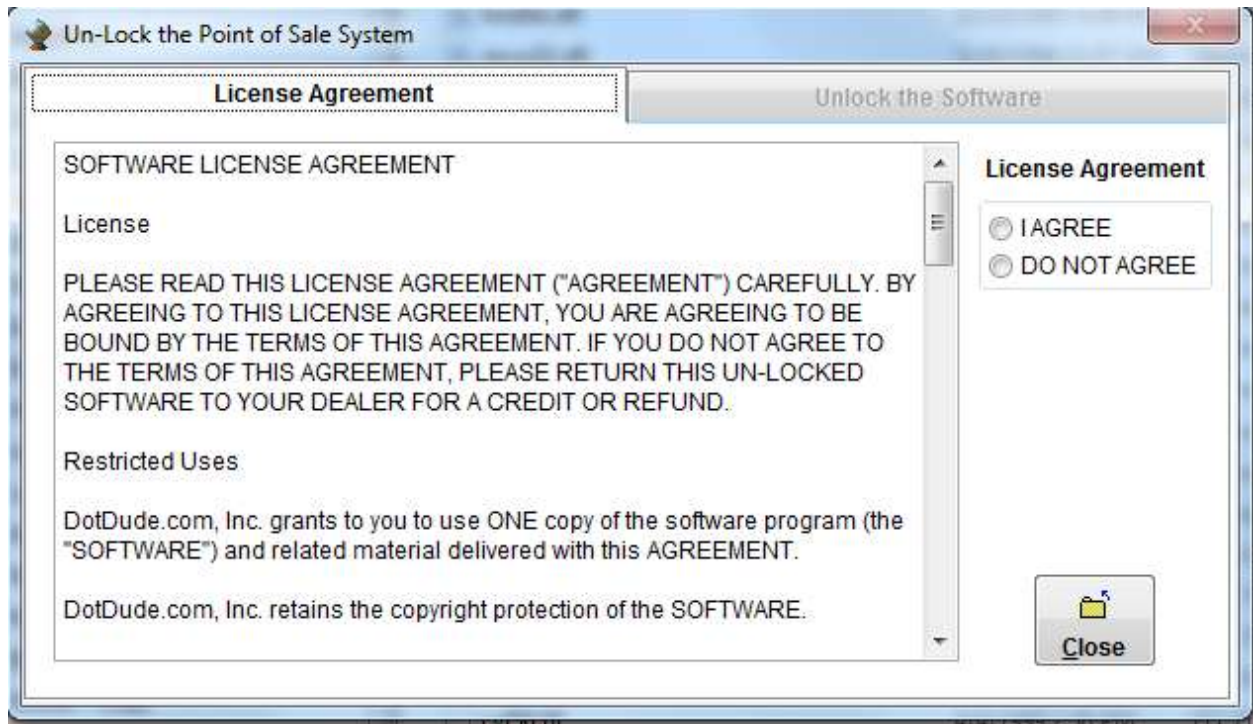 Un-Lock the Point of Sale System
License Agreement
Unlock the Software
SOFTWARE LICENSE AGREEMENT
License
PLEASE READ THIS LICENSE AGREEMENT ("AGREEMENT") CAREFULLY. BY
AGREEING TO THIS LICENSE AGREEMENT, YOU ARE AGREEING TO BE
BOUND BY THE TERMS OF THIS AGREEMENT. IF YOU DO NOT AGREE TO
THE TERMS OF THIS AGREEMENT, PLEASE RETURN THIS UN-LOCKED
SOFTWARE TO YOUR DEALER FOR A CREDIT OR REFUND.
Restricted Uses
DotDude.com, Inc. grants to you to use ONE copy of the software program (the
"SOFTWARE") and related material delivered with this AGREEMENT.
DotDude.com, Inc. retains the copyright protection of the SOFTWARE.
License Agreement
I AGREE
DO NOT AGREE
Close